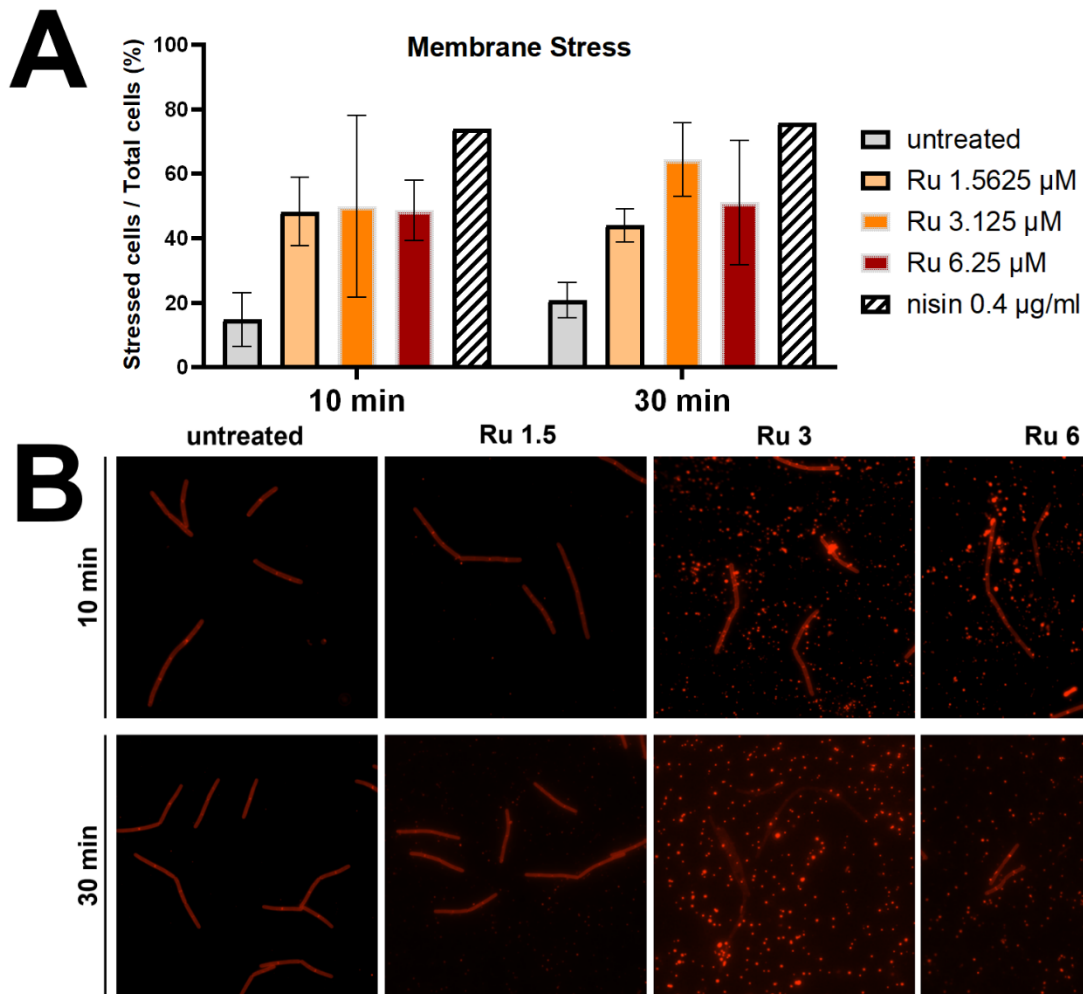 A
Membrane Stress
Stressed cells / Total cells (%)
100
80
60
40
20
0
10 min
30 min
untreated
Ru 1.5625 µM
Ru 3.125 µM
Ru 6.25 µM
nisin 0.4 µg/ml
B
untreated
Ru 1.5
Ru 3
Ru 6
10 min
30 min